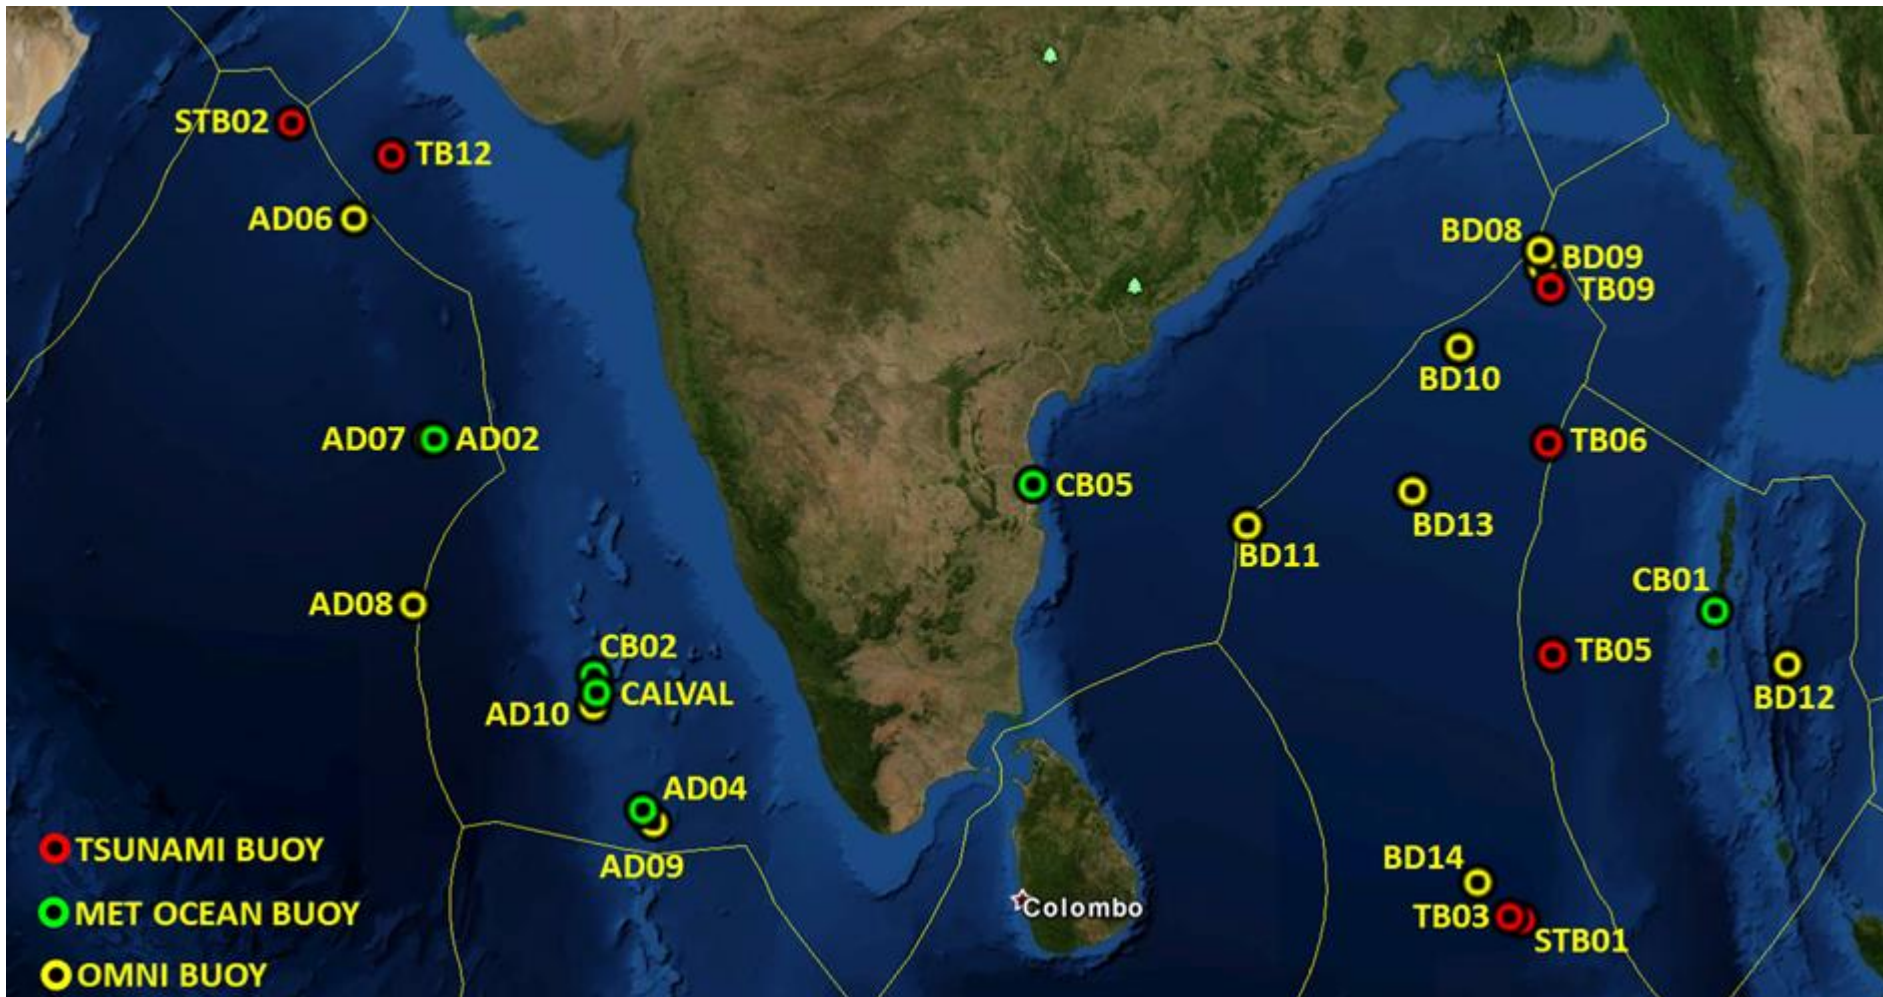 STB02
TB12
AD06
BD08
BD09
TB09
BD10
AD07
AD02
TB06
CB05
BD13
BD11
CB01
AD08
CB02
TB05
CALVAL
BD12
AD10
AD04
TSUNAMI BUOY
BD14
AD09
MET OCEAN BUOY
Colombo
TB03
STB01
OMNI BUOY